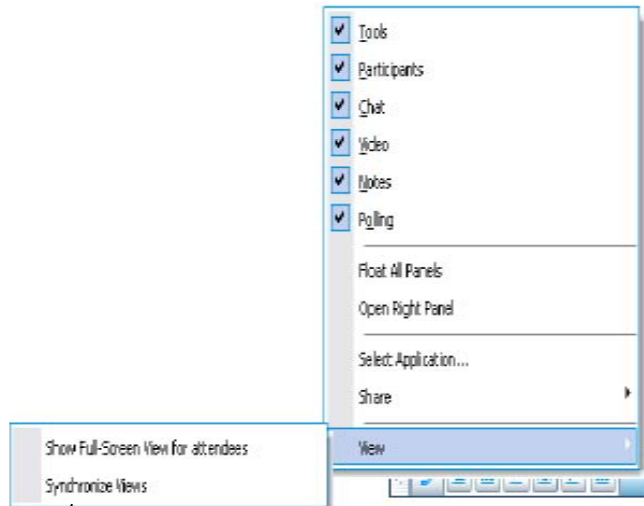 Tools
Participants
Chat
Video
Notes
Polling
Float All Panels
Open Right Panel
Select Application...
Share
View
Show Full-Screen View for attendees
Synchronize Views